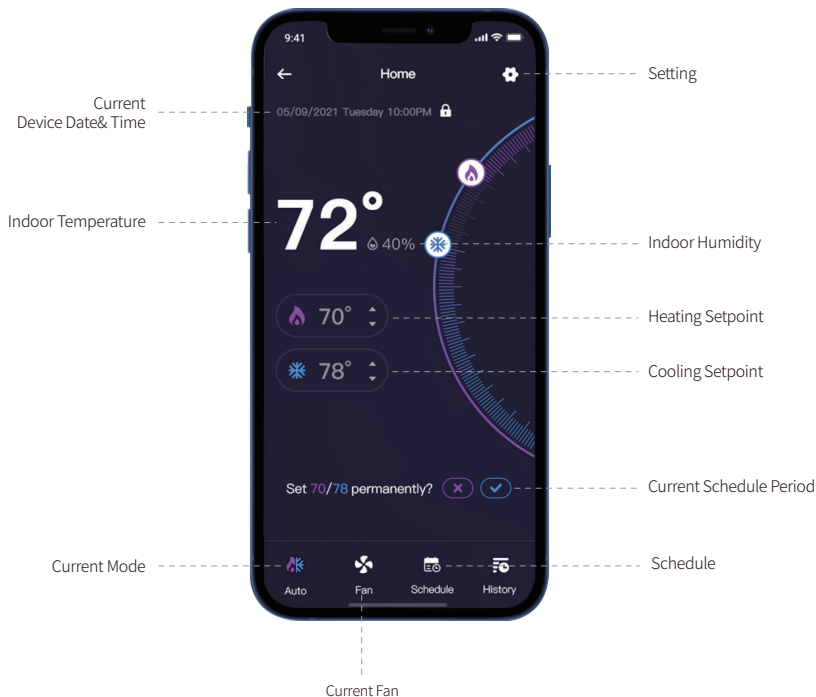 9:41
Home
Setting
Current
Device Date& Time
05/09/2021 Tuesday 10:00PM
Indoor Temperature
72°
40%
Indoor Humidity
70°
Heating Setpoint
78°
Cooling Setpoint
Set 70/78 permanently?
Current Schedule Period
Current Mode
Schedule
Auto
Fan
Schedule
History
Current Fan